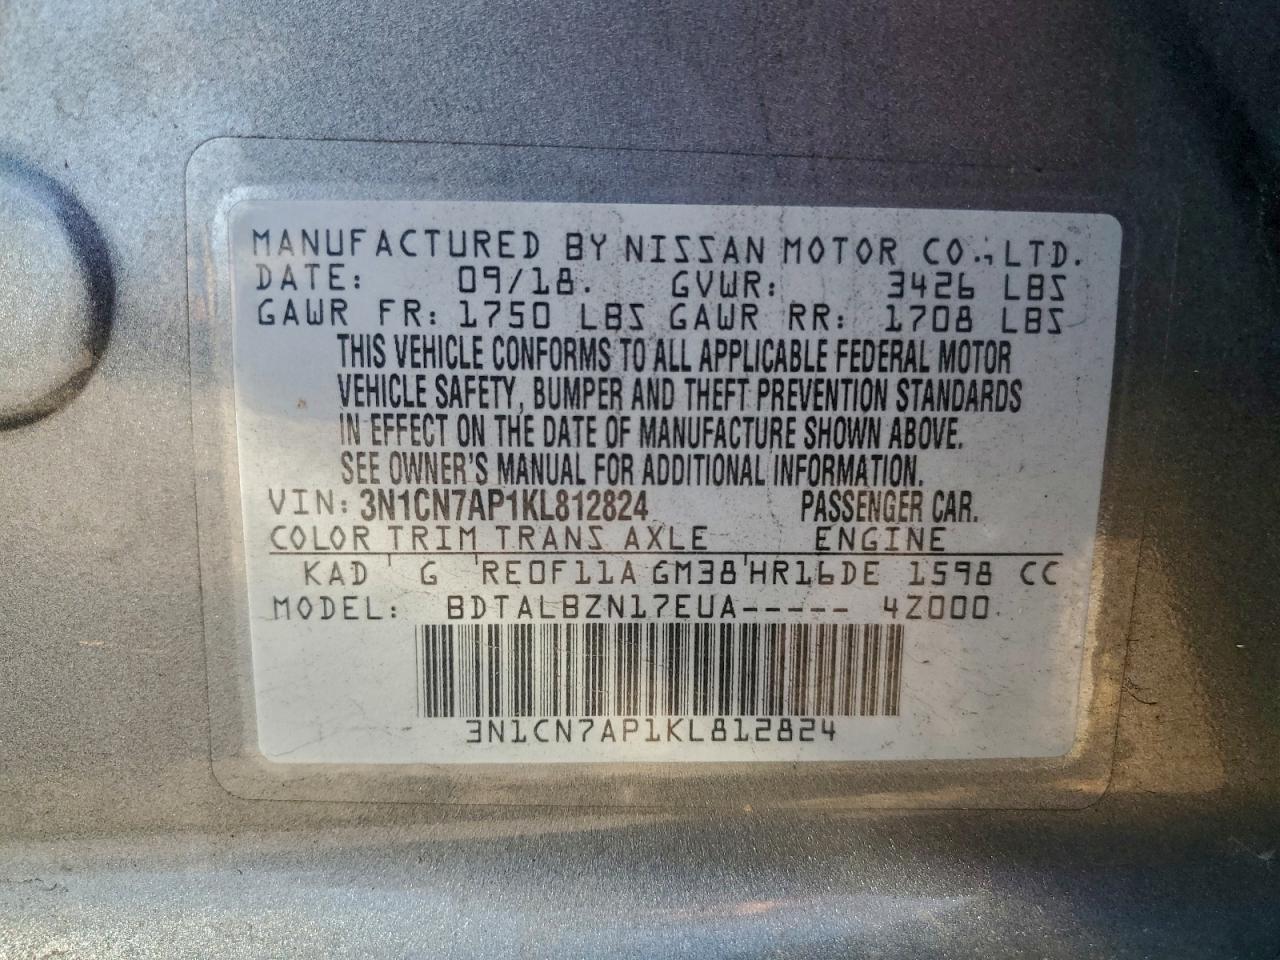 MANUFACTURED BY NISSAN MOTOR CO., LTD.
DATE: 09/18. GVWR: 3426 LBS
GAWR FR: 1750 LBS GAWR RR: 1708 LBS
THIS VEHICLE CONFORMS TO ALL APPLICABLE FEDERAL MOTOR
VEHICLE SAFETY, BUMPER AND THEFT PREVENTION STANDARDS
IN EFFECT ON THE DATE OF MANUFACTURE SHOWN ABOVE.
SEE OWNER'S MANUAL FOR ADDITIONAL INFORMATION.
VIN: 3N1CN7AP1KL812824 PASSENGER CAR.
COLOR TRIM TRANS AXLE ENGINE
KAD G RE0F11A GM38 HR16DE 1598 CC
MODEL: BDTALBZN17EUA----- 4Z000
3N1CN7AP1KL812824